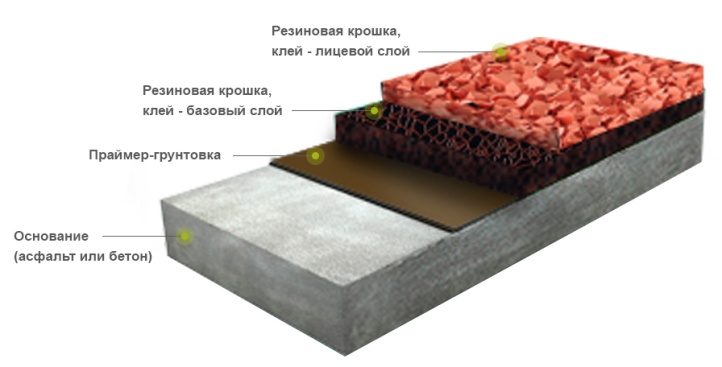 Резиновая крошка,
клей - лицевой слой
Резиновая крошка,
клей - базовый слой
Праймер-грунтовка
Основание
(асфальт или бетон)